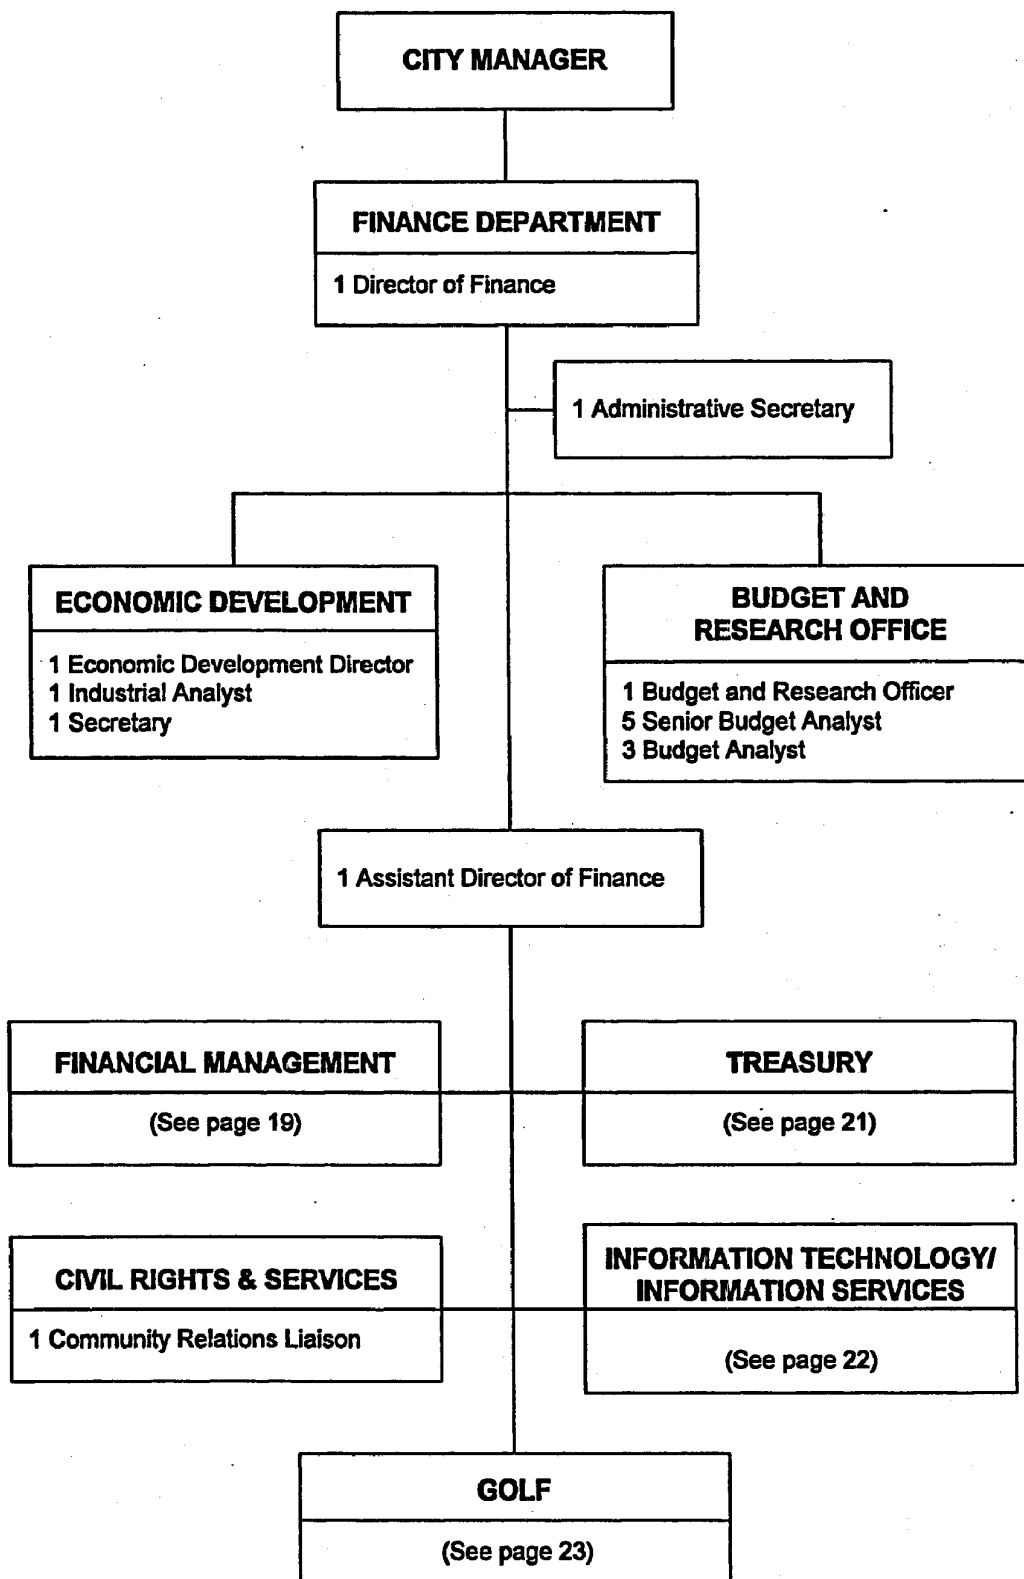 CITY MANAGER
FINANCE DEPARTMENT
1 Director of Finance
1 Administrative Secretary
ECONOMIC DEVELOPMENT
1 Economic Development Director
1 Industrial Analyst
1 Secretary
BUDGET AND
RESEARCH OFFICE
1 Budget and Research Officer
5 Senior Budget Analyst
3 Budget Analyst
1 Assistant Director of Finance
FINANCIAL MANAGEMENT
(See page 19)
TREASURY
(See page 21)
CIVIL RIGHTS & SERVICES
1 Community Relations Liaison
INFORMATION TECHNOLOGY/
INFORMATION SERVICES
(See page 22)
GOLF
(See page 23)